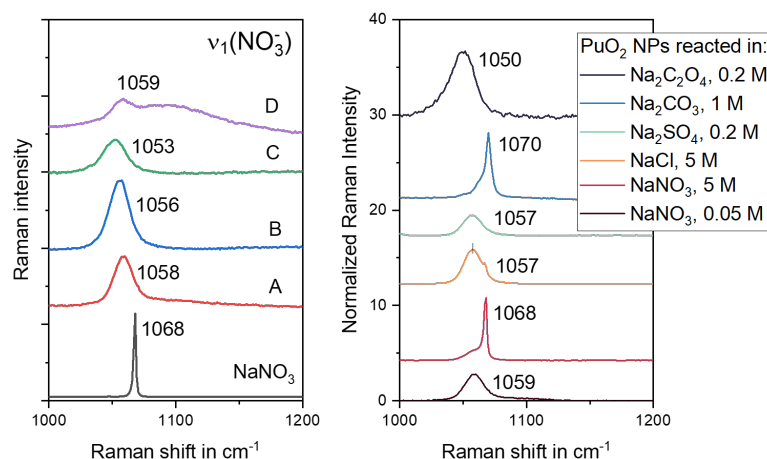 ν₁(NO₃⁻)
1059
D
1053
C
1056
B
1058
A
1068
NaNO₃
1000
1100
1200
Raman shift in cm⁻¹
Raman intensity
40
30
20
10
0
1050
1070
1057
1057
1068
1059
1000
1100
1200
Raman shift in cm⁻¹
Normalized Raman Intensity
PuO₂ NPs reacted in:
Na₂C₂O₄, 0.2 M
Na₂CO₃, 1 M
Na₂SO₄, 0.2 M
NaCl, 5 M
NaNO₃, 5 M
NaNO₃, 0.05 M